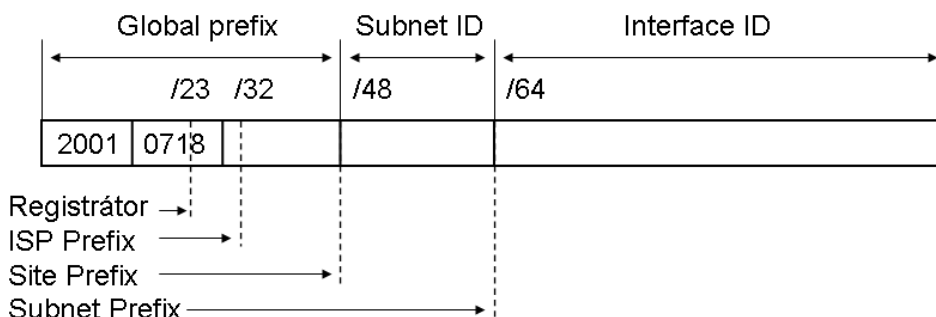 Global prefix Subnet ID Interface ID
/23 /32 /48 /64
2001 0718
Registrátor
ISP Prefix
Site Prefix
Subnet Prefix